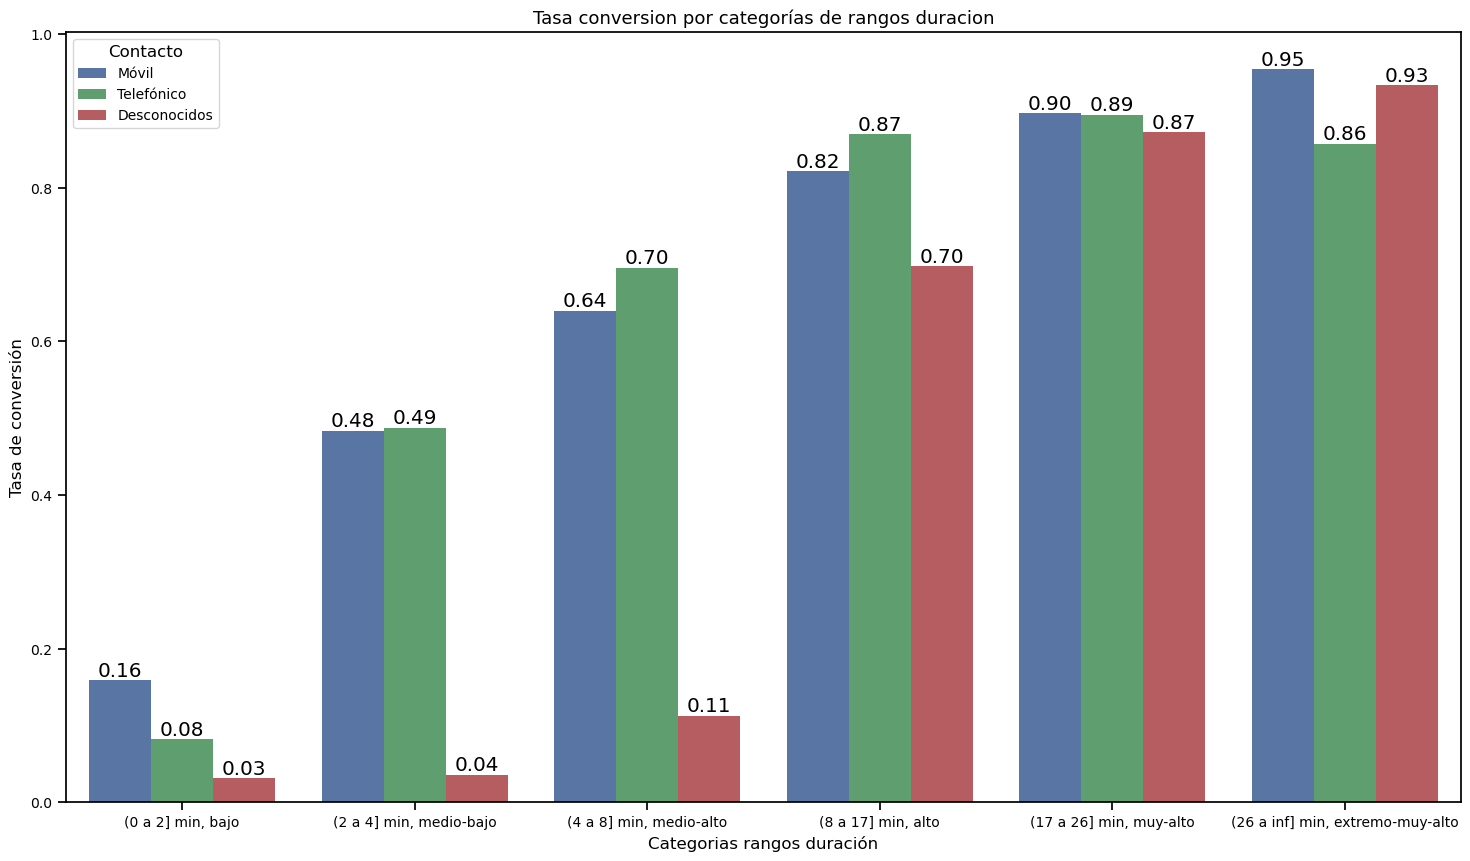 Tasa conversion por categorías de rangos duracion
Contacto
Móvil
Telefónico
Desconocidos
Tasa de conversión
1.0
0.8
0.6
0.4
0.2
0.0
0.16
0.08
0.03
0.48
0.49
0.04
0.64
0.70
0.11
0.82
0.87
0.70
0.90
0.89
0.87
0.95
0.86
0.93
(0 a 2] min, bajo
(2 a 4] min, medio-bajo
(4 a 8] min, medio-alto
(8 a 17] min, alto
(17 a 26] min, muy-alto
(26 a inf] min, extremo-muy-alto
Categorias rangos duración